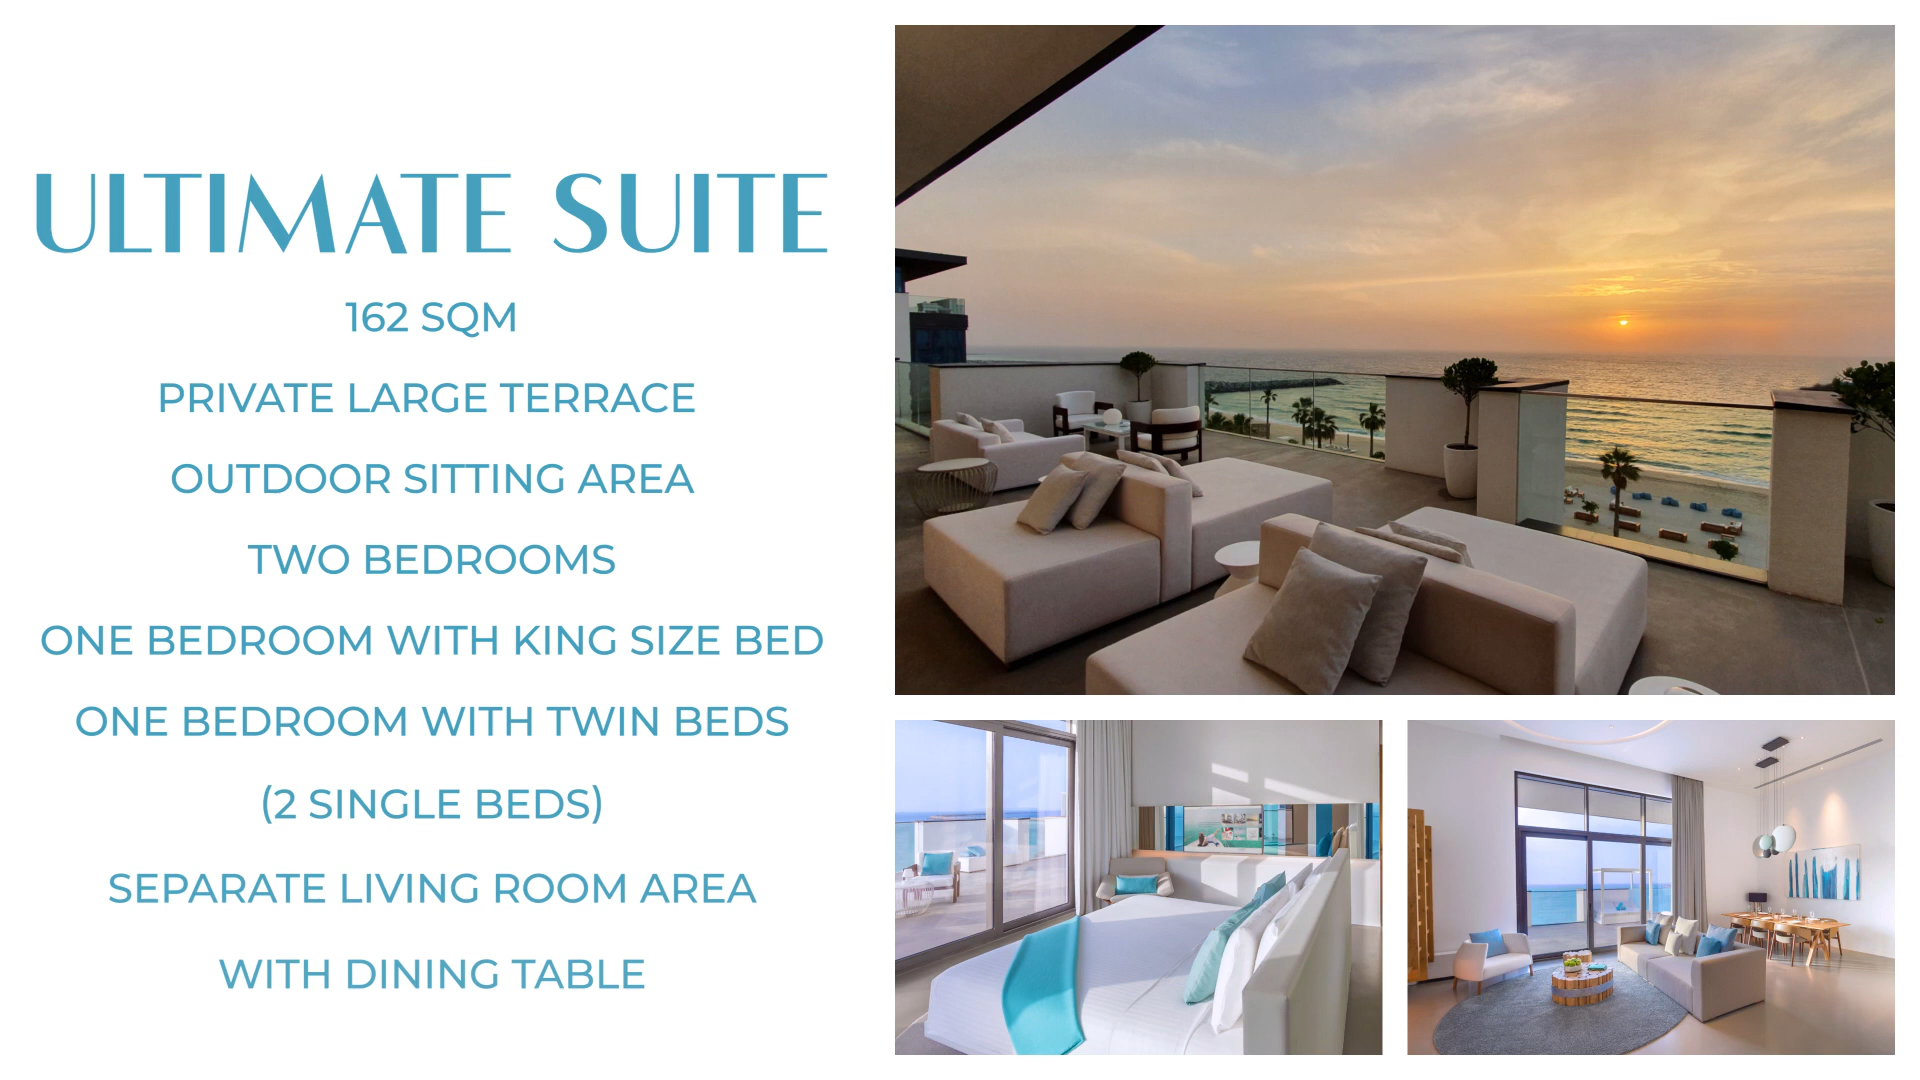 ULTIMATE SUITE
162 SQM
PRIVATE LARGE TERRACE
OUTDOOR SITTING AREA
TWO BEDROOMS
ONE BEDROOM WITH KING SIZE BED
ONE BEDROOM WITH TWIN BEDS
(2 SINGLE BEDS)
SEPARATE LIVING ROOM AREA
WITH DINING TABLE